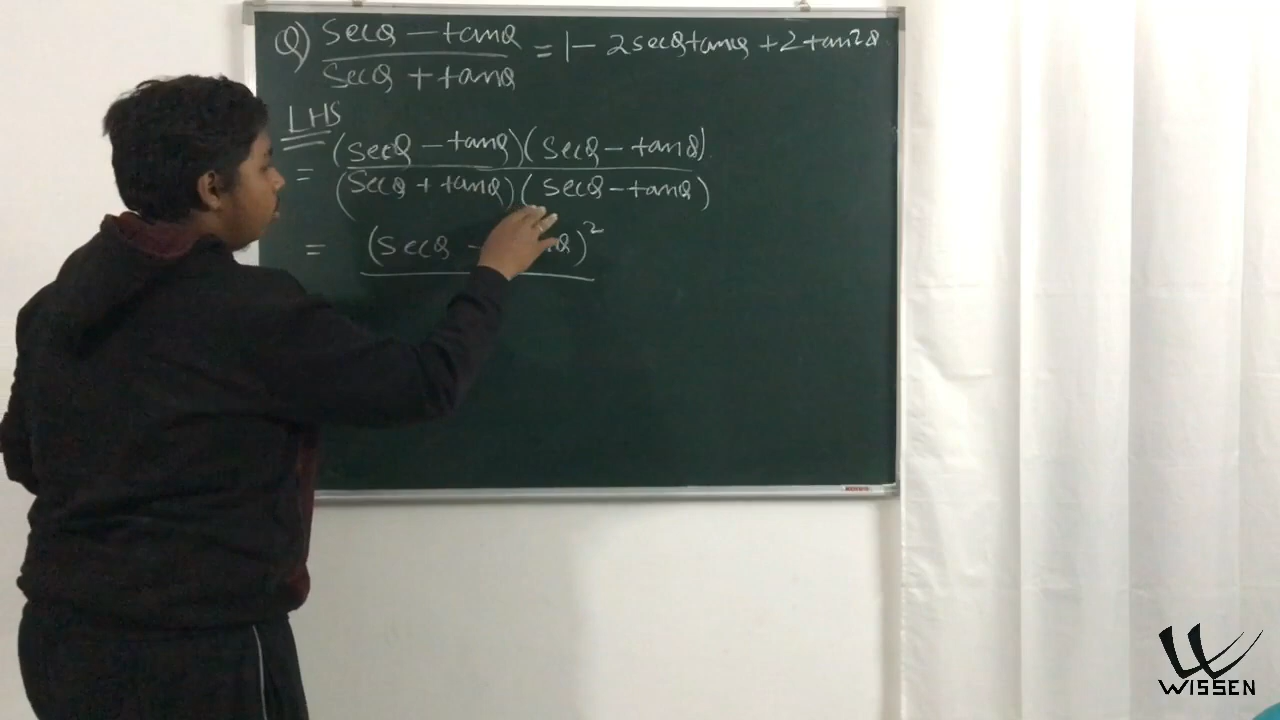 Q) secθ - tanθ / secθ + tanθ = 1 - 2secθtanθ + 2tan²θ
LHS
= (secθ - tanθ)(secθ - tanθ) / (secθ + tanθ)(secθ - tanθ)
= (secθ - θ)²
WISSEN